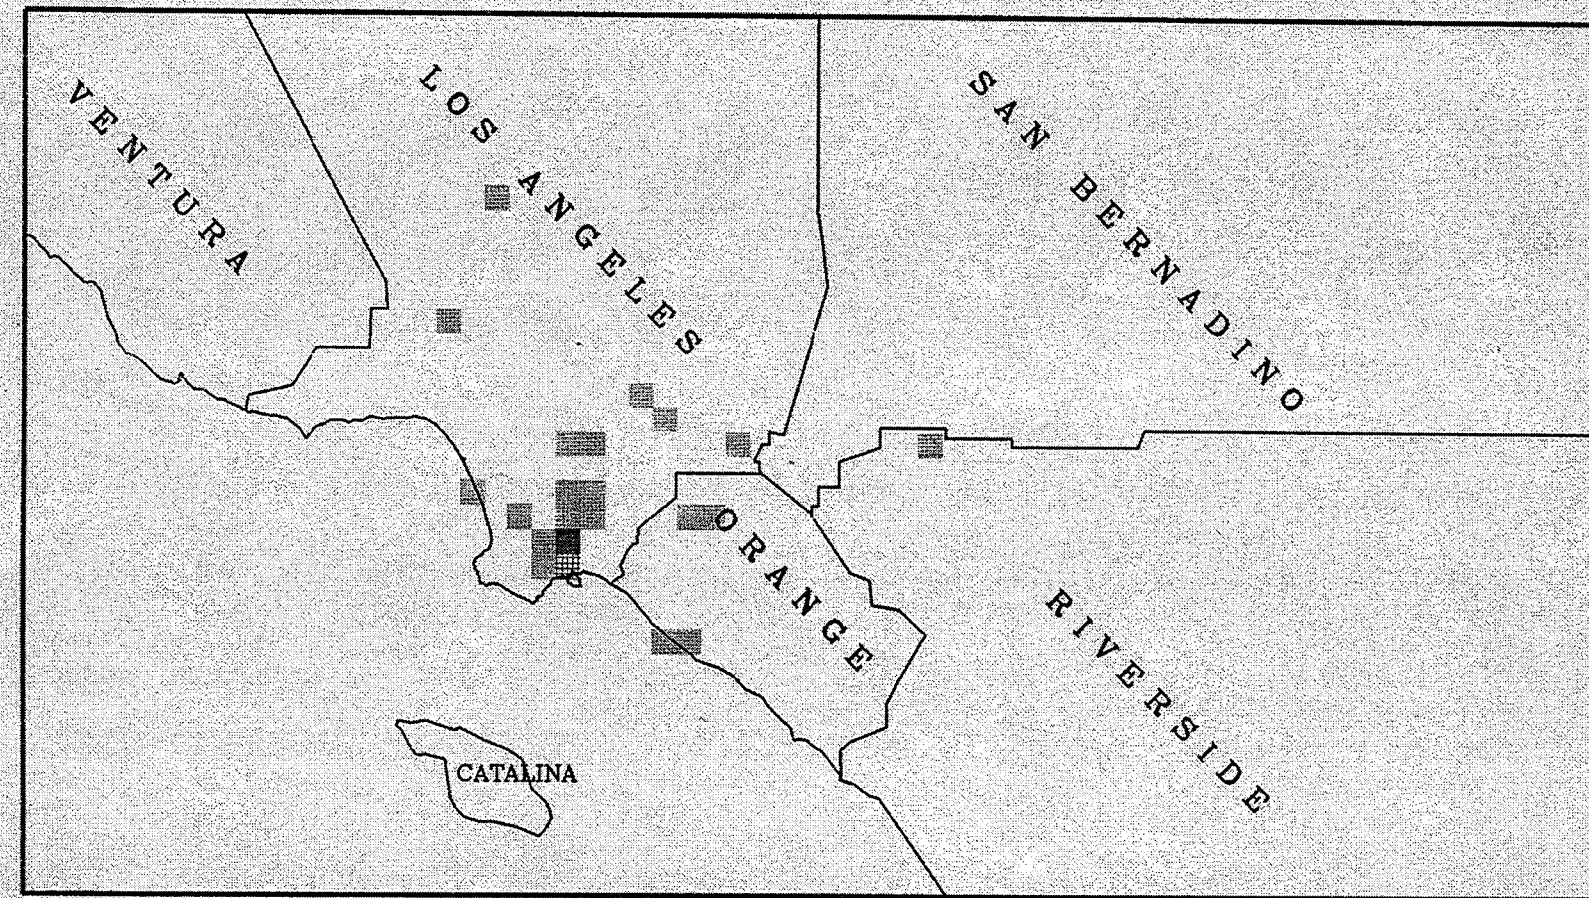 VENTURA
LOS ANGELES
SAN BERNADINO
ORANGE
RIVERSIDE
CATALINA